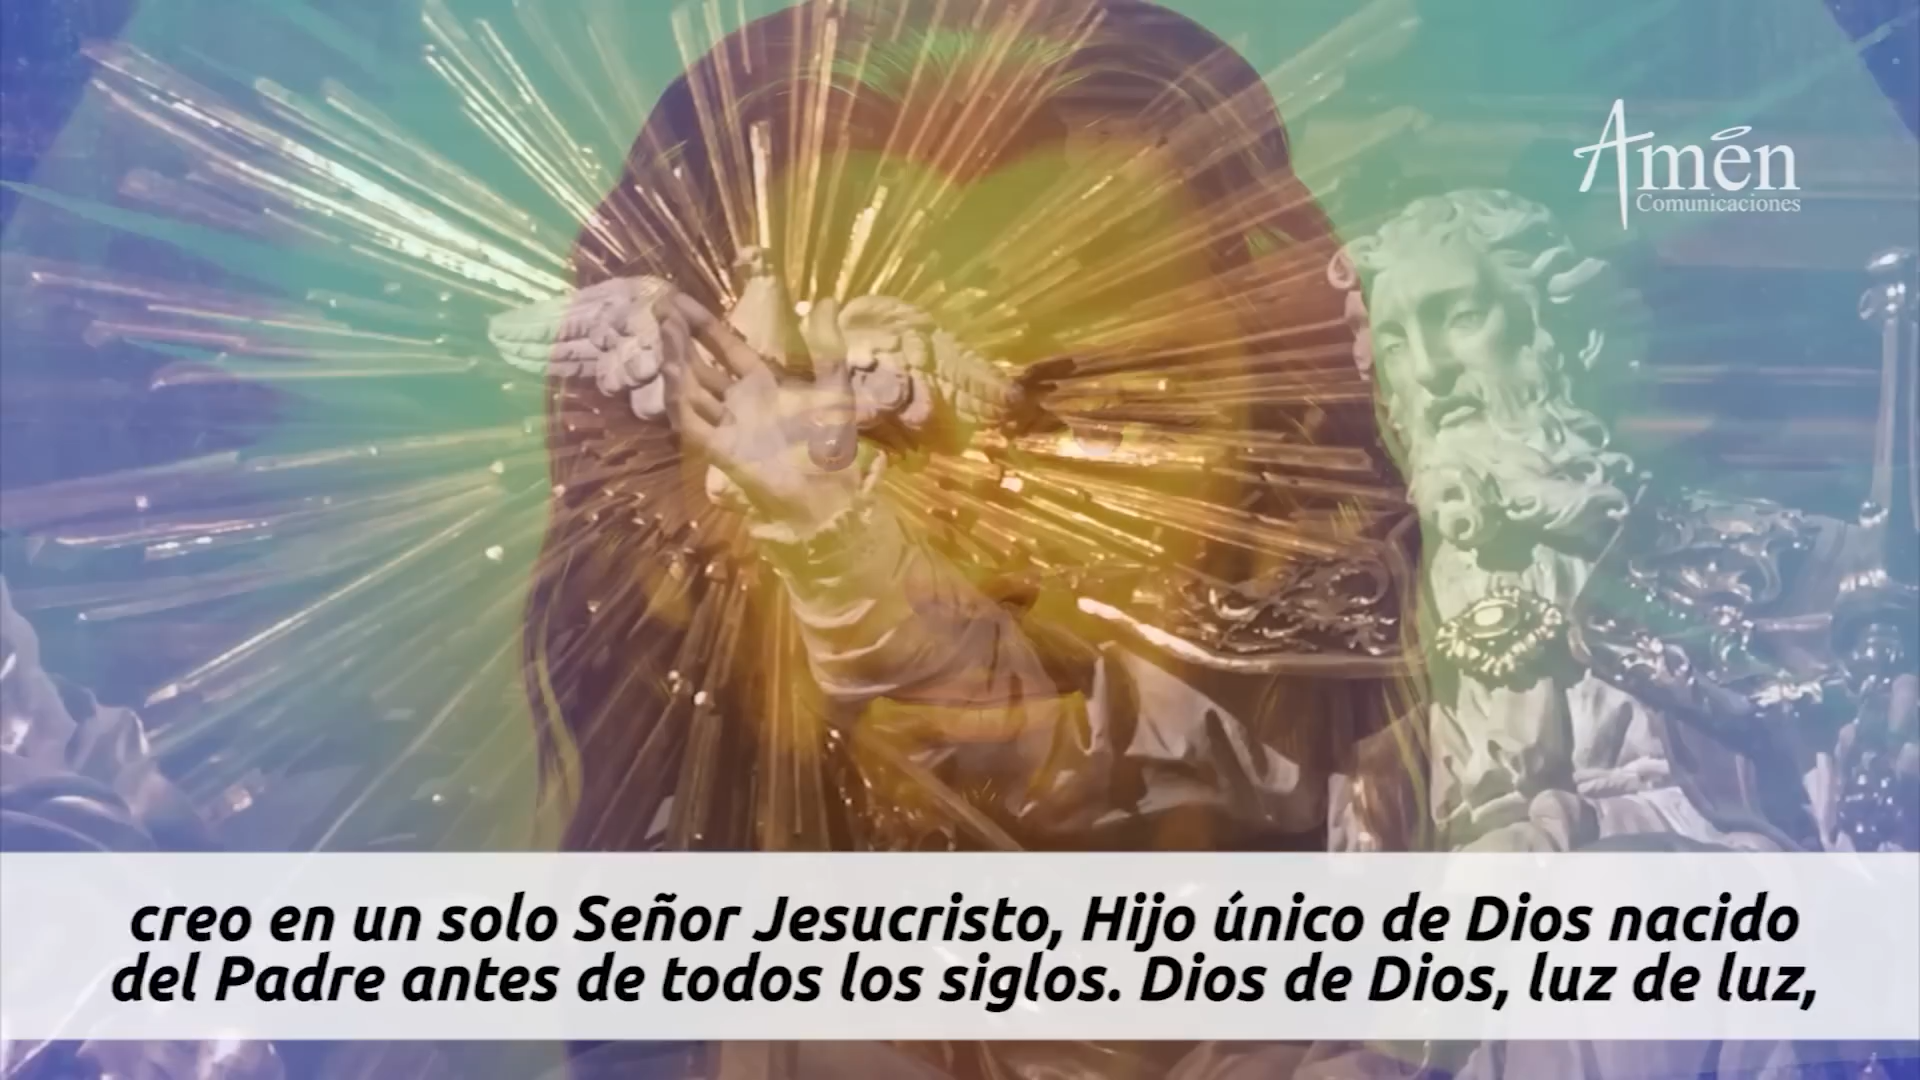 Amén
Comunicaciones
creo en un solo Señor Jesucristo, Hijo único de Dios nacido
del Padre antes de todos los siglos. Dios de Dios, luz de luz,